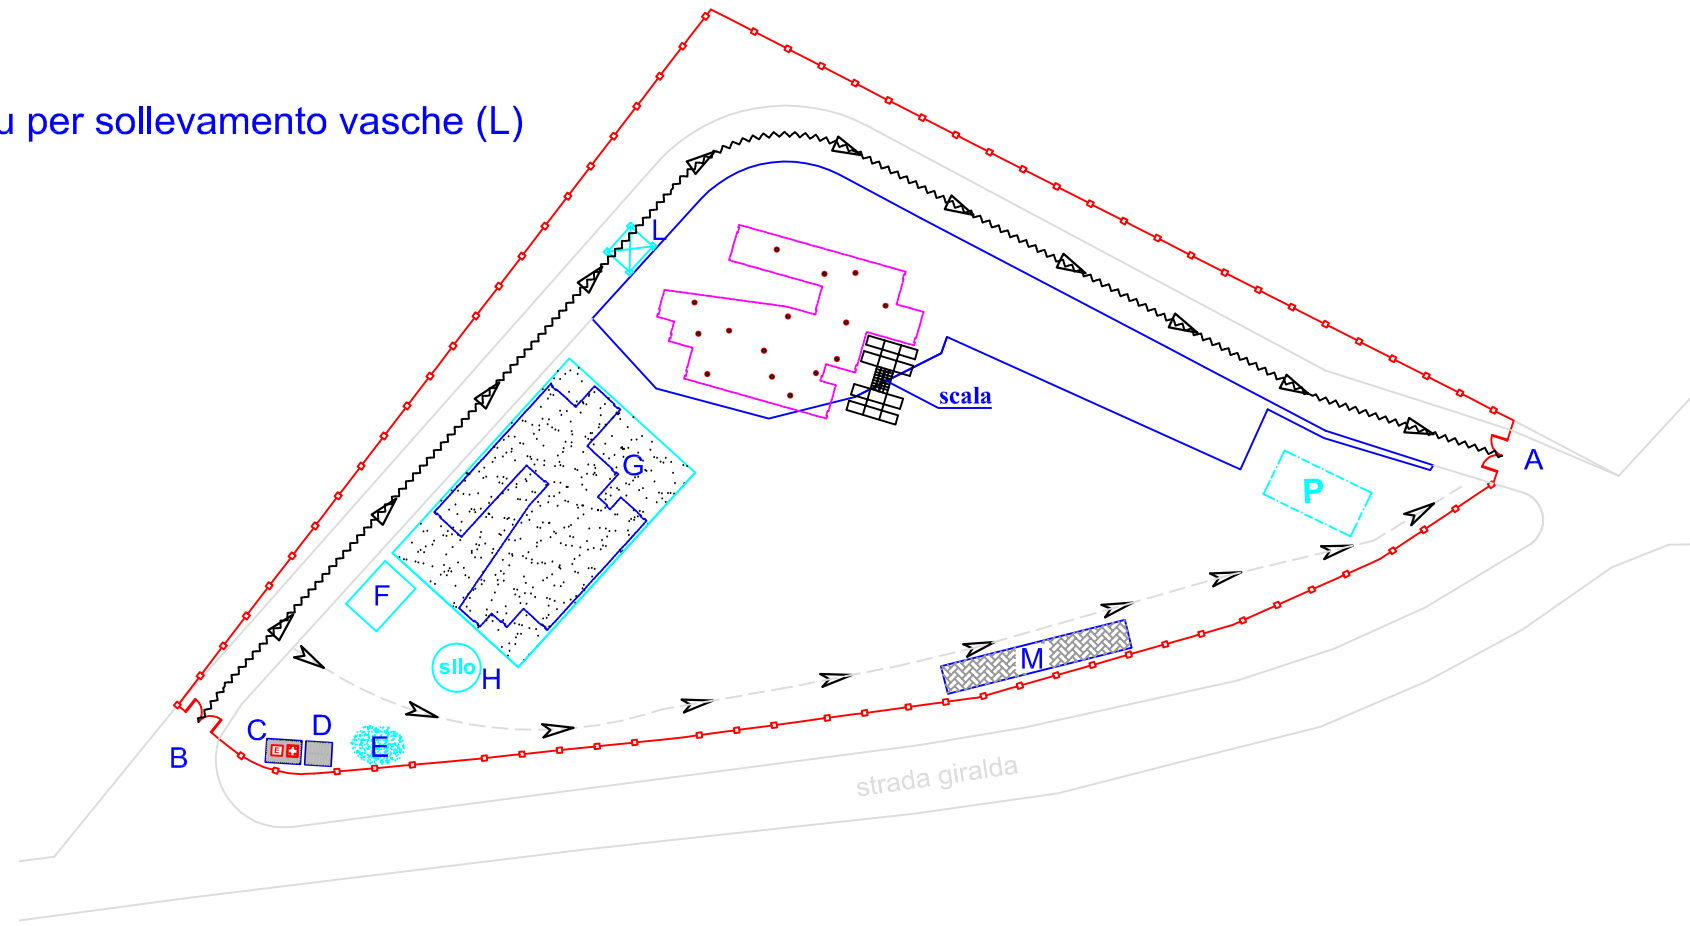 u per sollevamento vasche (L)
L
scala
G
A
P
F
sIlo
H
M
C
D
E
E
B
strada giralda